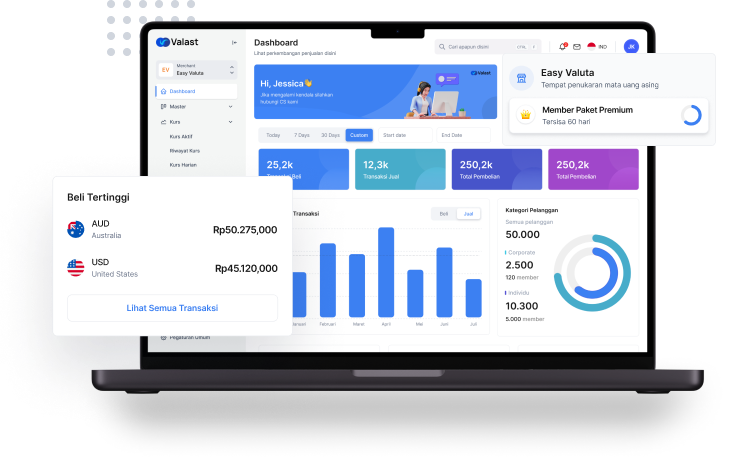 Valast
Merchant
EV
Easy Valuta
Dashboard
Master
Kurs
Kurs Aktif
Riwayat Kurs
Kurs Harian
Pegaturan Umum
Dashboard
Lihat perkembangan penjualan disini
Cari apapun disini
CTRL
F
IND
JK
Hi, Jessica👋
Jika mengalami kendala silahkan
hubungi CS kami
Valast
Easy Valuta
Tempat penukaran mata uang asing
Member Paket Premium
Tersisa 60 hari
Today
7 Days
30 Days
Custom
Start date
End Date
25,2k
Transaksi Beli
12,3k
Transaksi Jual
250,2k
Total Pembelian
250,2k
Total Pembelian
Beli Tertinggi
AUD
Australia
Rp50.275,000
USD
United States
Rp45.120,000
Lihat Semua Transaksi
Transaksi
Beli
Jual
Februari
Maret
April
Mei
Juni
Juli
Kategori Pelanggan
Semua pelanggan
50.000
Corporate
2.500
120 member
Individu
10.300
5.000 member